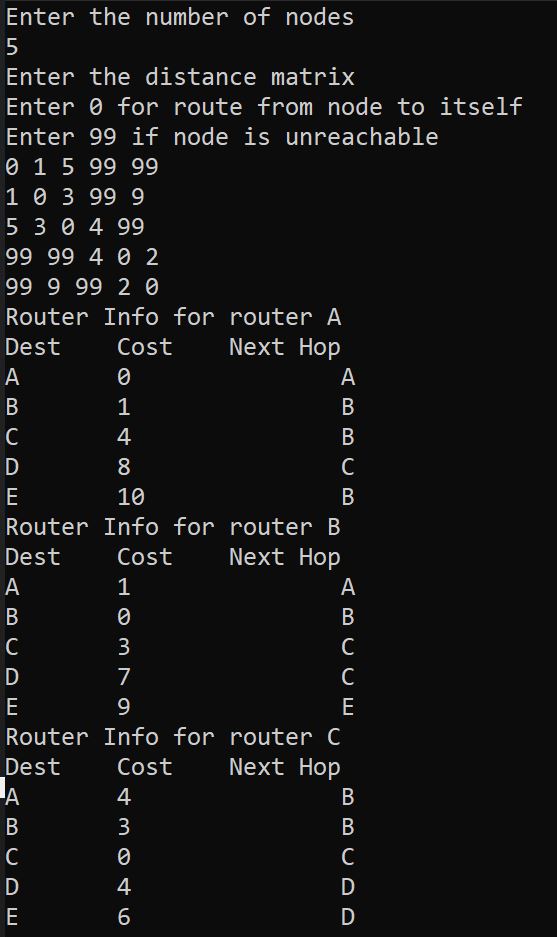 Enter the number of nodes
5
Enter the distance matrix
Enter 0 for route from node to itself
Enter 99 if node is unreachable
0 1 5 99 99
1 0 3 99 9
5 3 0 4 99
99 99 4 0 2
99 9 99 2 0
Router Info for router A
Dest    Cost    Next Hop
A       0               A
B       1               B
C       4               B
D       8               C
E       10              B
Router Info for router B
Dest    Cost    Next Hop
A       1               A
B       0               B
C       3               C
D       7               C
E       9               E
Router Info for router C
Dest    Cost    Next Hop
A       4               B
B       3               B
C       0               C
D       4               D
E       6               D